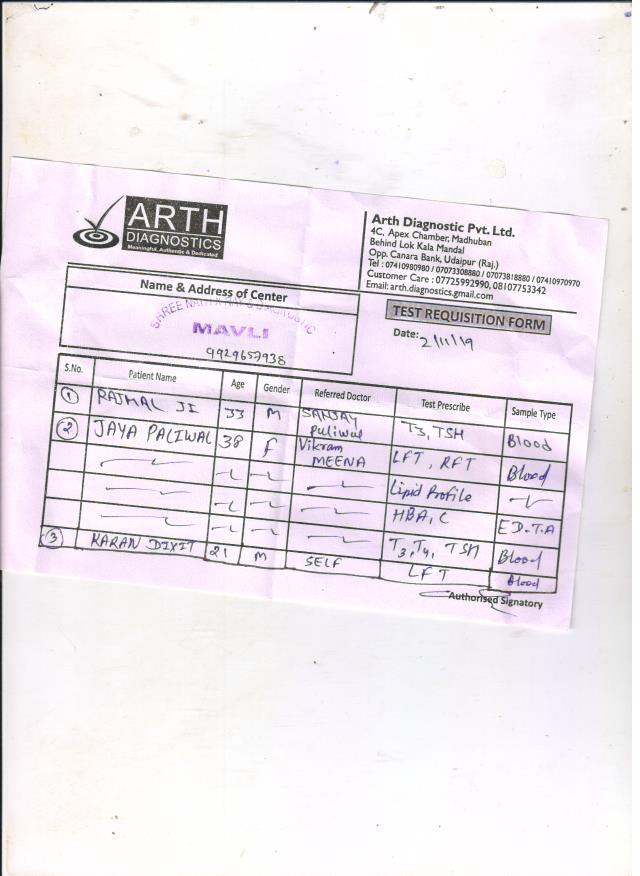 ARTH
DIAGNOSTICS
Meaningful, Authentic & Dedicated
Arth Diagnostic Pvt. Ltd.
4C, Apex Chamber, Madhuban
Behind Lok Kala Mandal
Opp. Canara Bank, Udaipur (Raj.)
Tel : 07410980980 / 07073308880 / 07073818880 / 07410970970
Customer Care : 07725992990, 08107753342
Email: arth.diagnostics.gmail.com
Name & Address of Center
SHREE NATH DIAGNOSTIC
MAVLI
9929657938
TEST REQUISITION FORM
Date: 2/11/19
S.No. Patient Name Age Gender Referred Doctor Test Prescribe Sample Type
1 RAJMAL JI 33 M SANJAY Paliwal T3, TSH Blood
2 JAYA PALIWAL 38 F Vikram MEENA LFT, RFT Blood
Lipid Profile
HBA1C E.D.T.A
T3, T4, TSH Blood
3 KARAN DIXIT 21 M SELF LFT Blood
Authorised Signatory